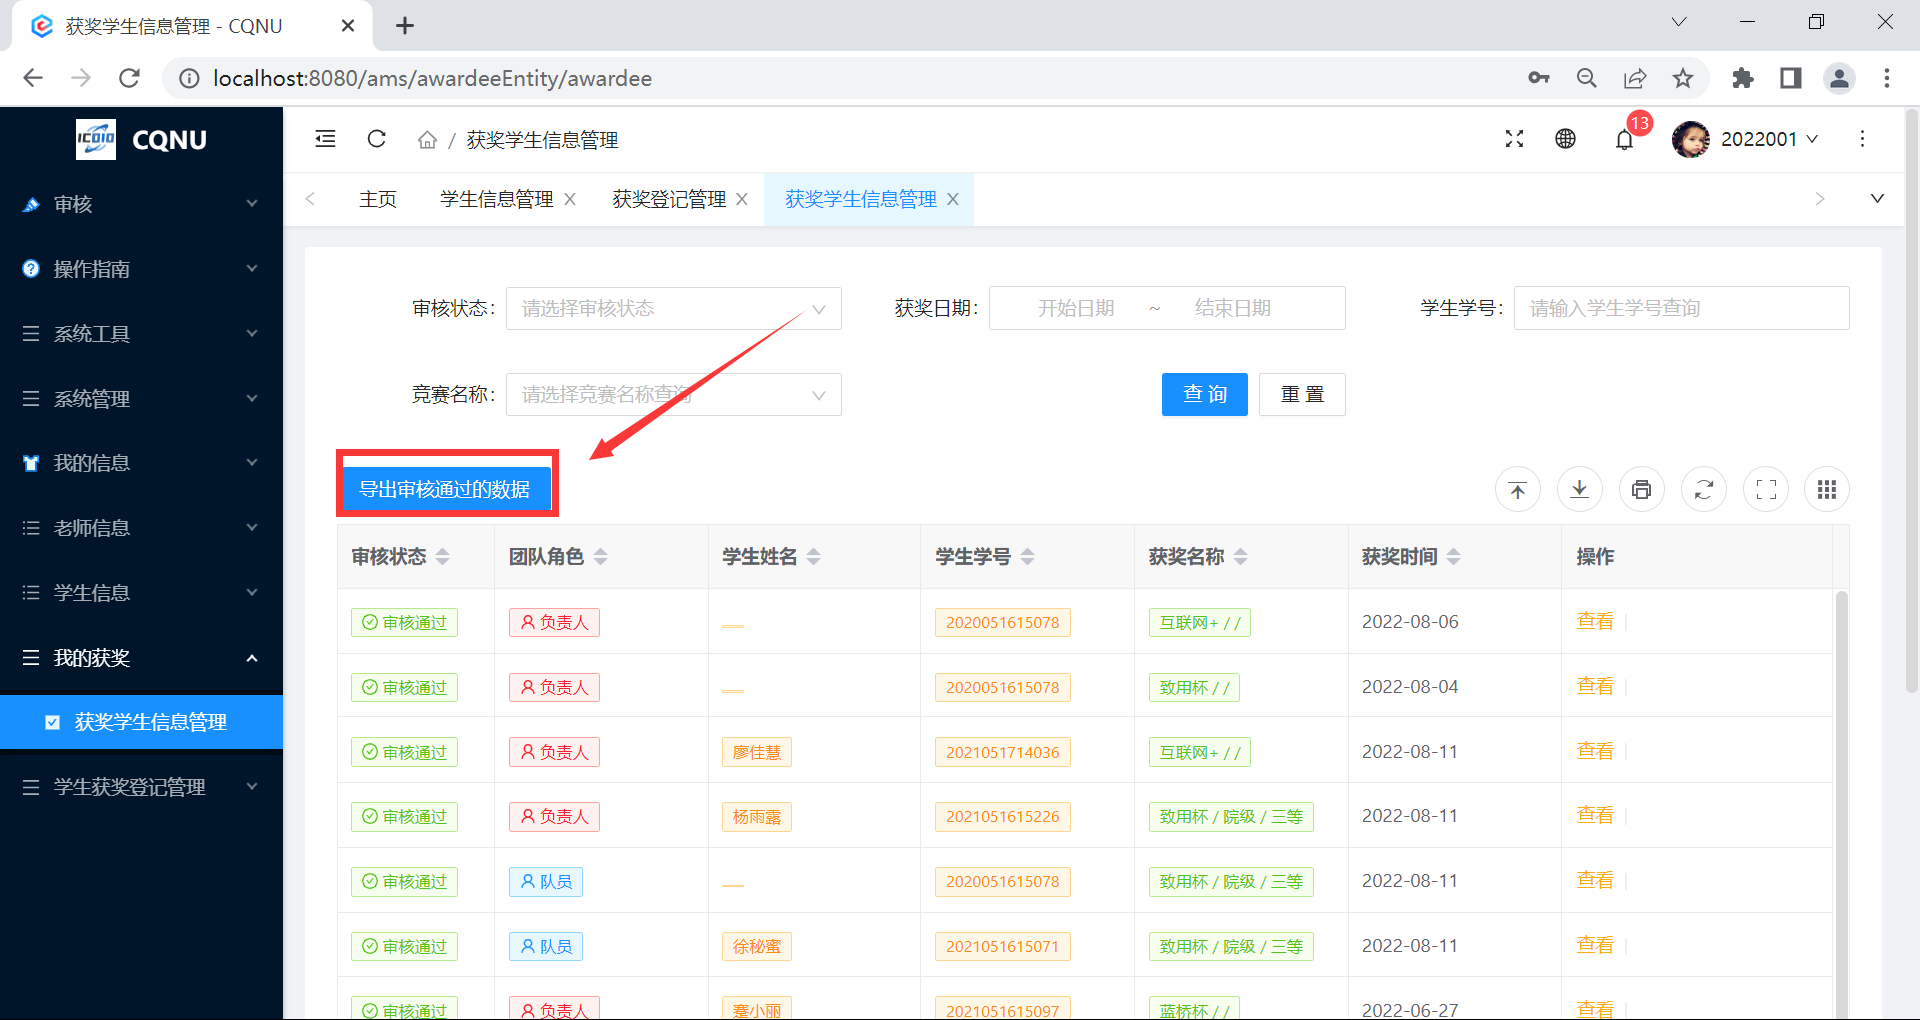 获奖学生信息管理 - CQNU
localhost:8080/ams/awardeeEntity/awardee
ICDIO CQNU
/ 获奖学生信息管理
13
2022001
主页 学生信息管理 获奖登记管理 获奖学生信息管理
审核
操作指南
系统工具
系统管理
我的信息
老师信息
学生信息
我的获奖
获奖学生信息管理
学生获奖登记管理
审核状态: 请选择审核状态 获奖日期: 开始日期 ~ 结束日期 学生学号: 请输入学生学号查询
竞赛名称: 请选择竞赛名称查询 查 询 重 置
导出审核通过的数据
审核状态 团队角色 学生姓名 学生学号 获奖名称 获奖时间 操作
审核通过 负责人 2020051615078 互联网+ / / 2022-08-06 查看
审核通过 负责人 2020051615078 致用杯 / / 2022-08-04 查看
审核通过 负责人 廖佳慧 2021051714036 互联网+ / / 2022-08-11 查看
审核通过 负责人 杨雨露 2021051615226 致用杯 / 院级 / 三等 2022-08-11 查看
审核通过 队员 2020051615078 致用杯 / 院级 / 三等 2022-08-11 查看
审核通过 队员 徐秘蜜 2021051615071 致用杯 / 院级 / 三等 2022-08-11 查看
审核通过 负责人 蹇小丽 2021051615097 蓝桥杯 / / 2022-06-27 查看